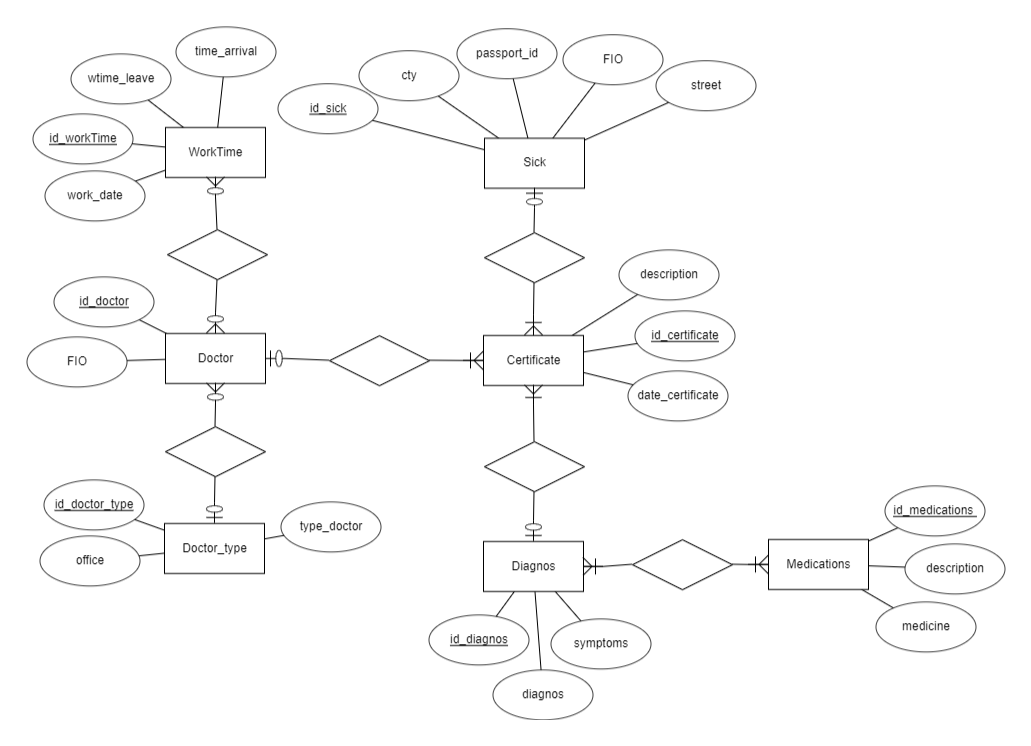 time_arrival
wtime_leave
id_workTime
work_date
WorkTime
passport_id
cty
FIO
street
id_sick
Sick
id_doctor
FIO
Doctor
description
id_certificate
date_certificate
Certificate
id_doctor_type
office
type_doctor
Doctor_type
Diagnos
id_diagnos
diagnos
symptoms
id_medications
Medications
description
medicine